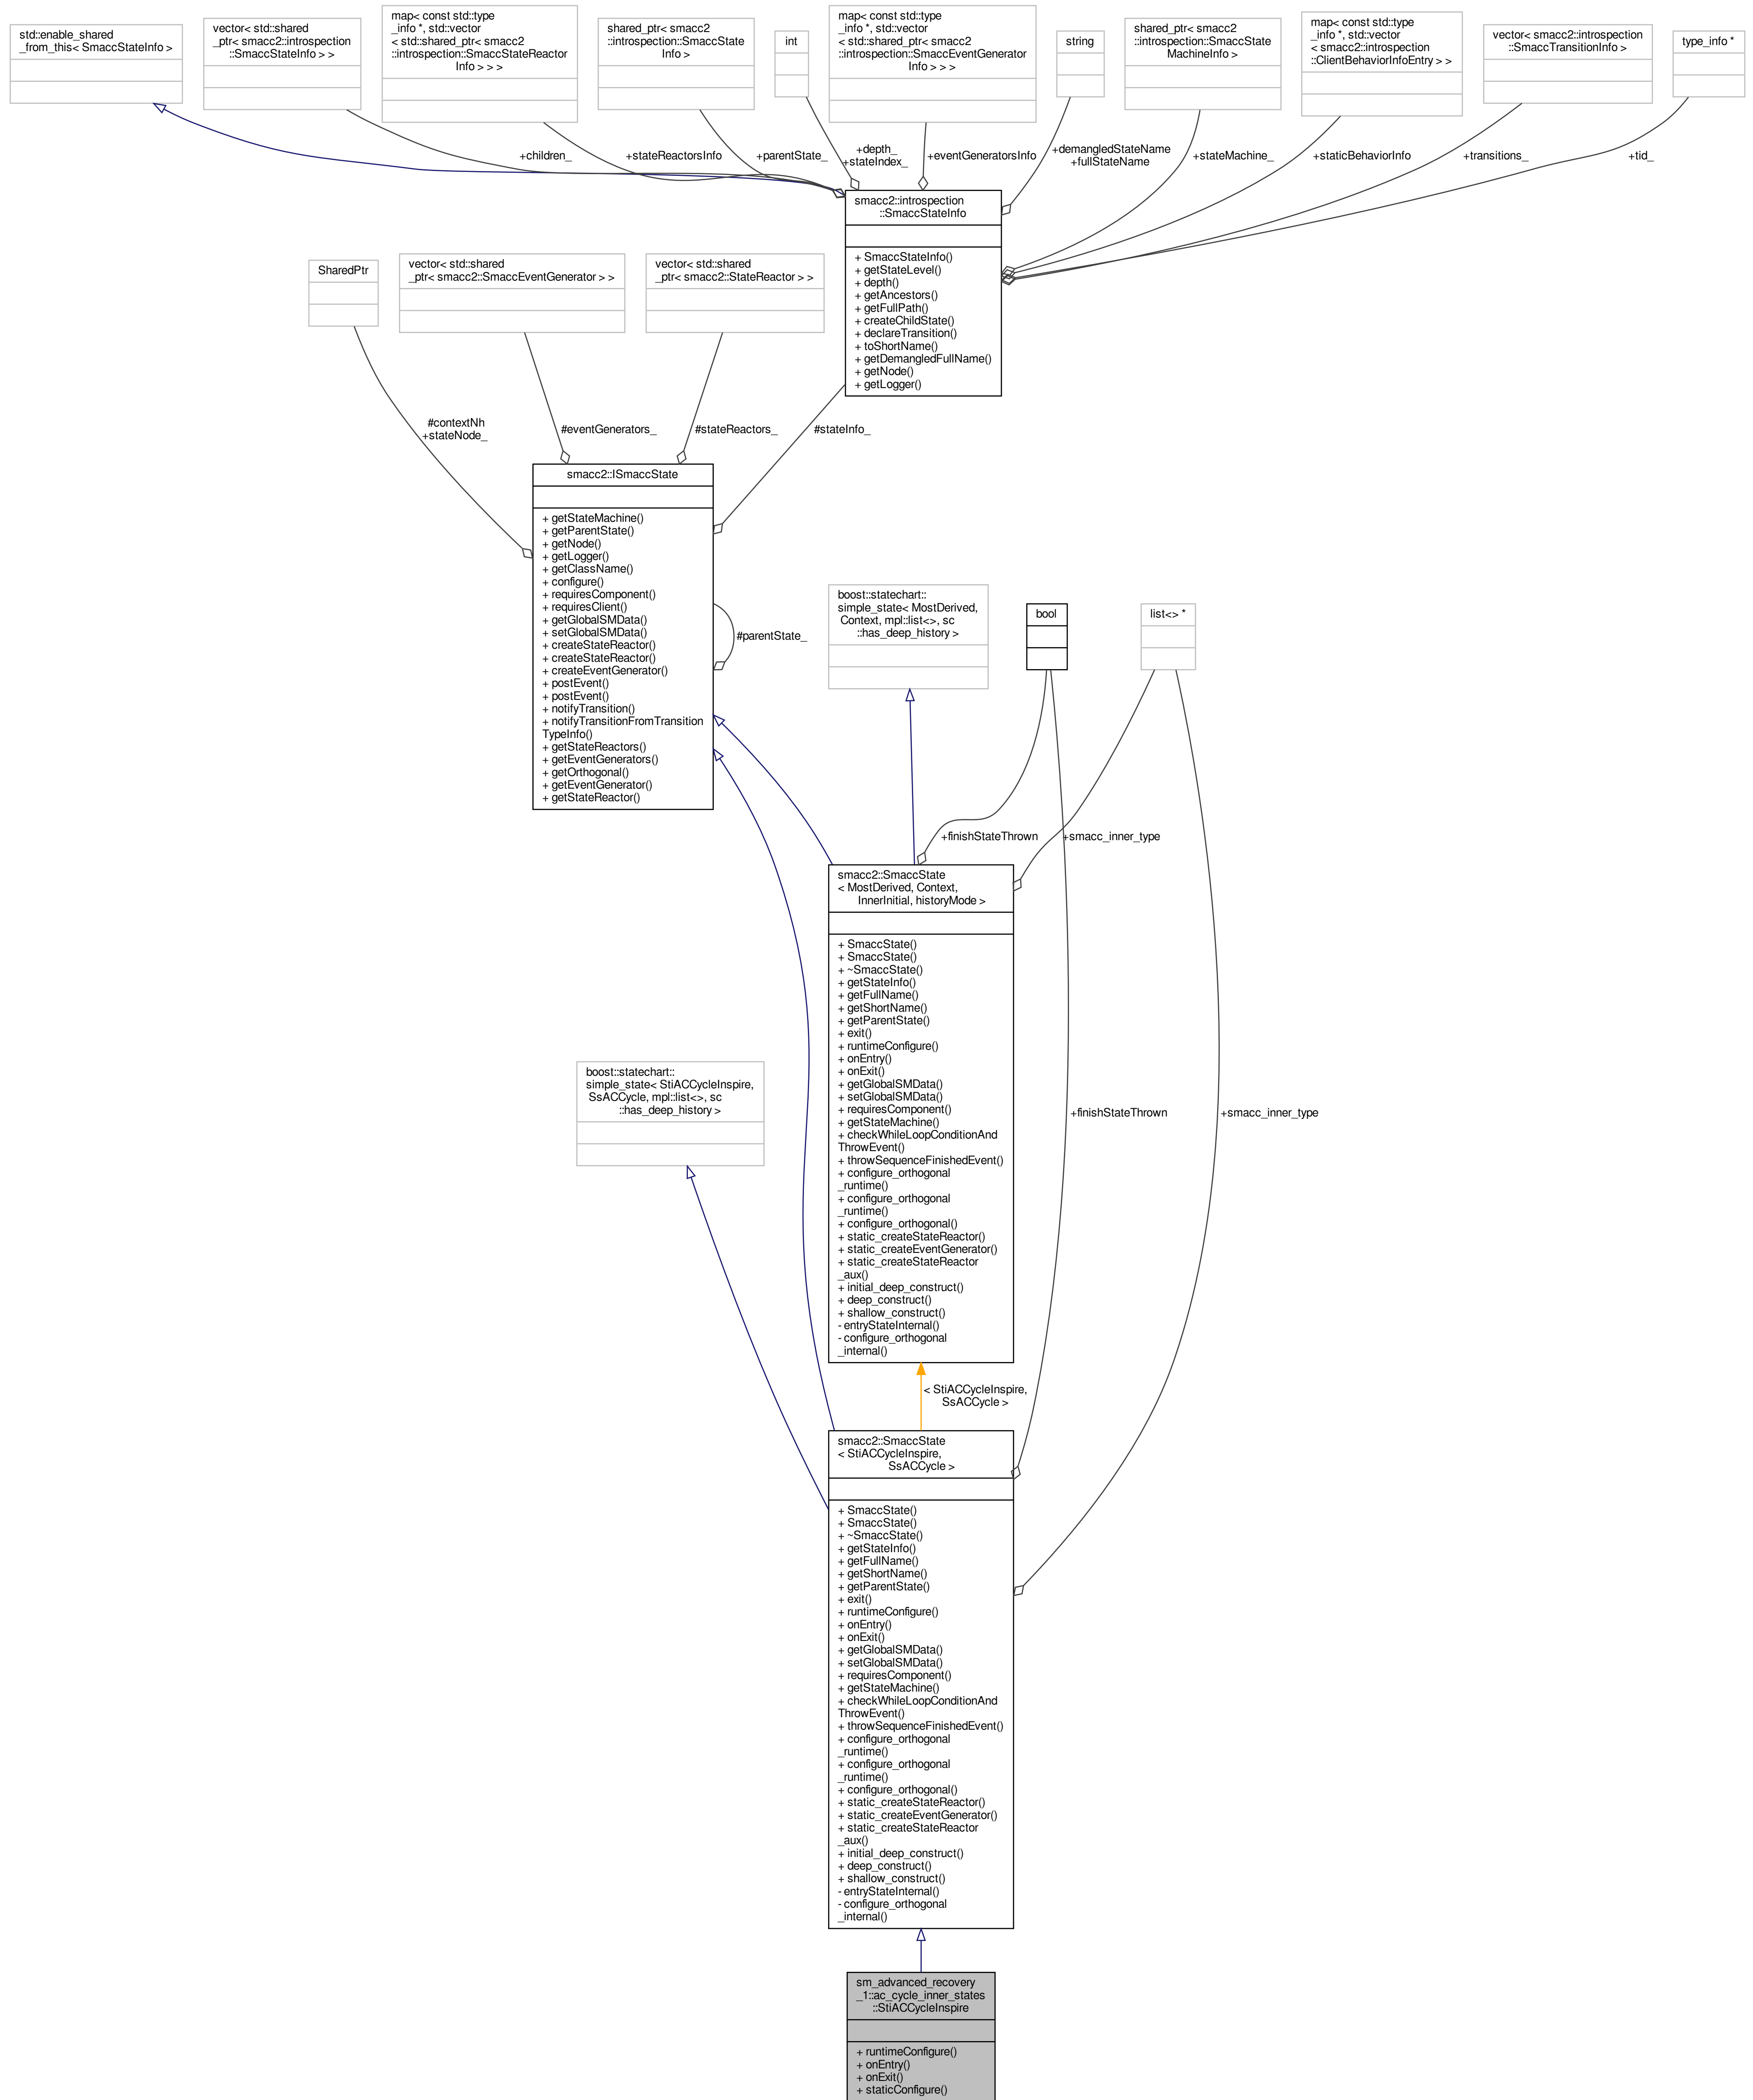 std::enable_shared
_from_this< SmaccStateInfo >
vector< std::shared
_ptr< smacc2::introspection
::SmaccStateInfo > >
map< const std::type
_info *, std::vector
< std::shared_ptr< smacc2
::introspection::SmaccStateReactor
Info > > >
shared_ptr< smacc2
::introspection::SmaccState
Info >
int
map< const std::type
_info *, std::vector
< std::shared_ptr< smacc2
::introspection::SmaccEventGenerator
Info > > >
string
shared_ptr< smacc2
::introspection::SmaccState
MachineInfo >
map< const std::type
_info *, std::vector
< smacc2::introspection
::ClientBehaviorInfoEntry > >
vector< smacc2::introspection
::SmaccTransitionInfo >
type_info *
+children_
+stateReactorsInfo
+parentState_
+depth_
+stateIndex_
+eventGeneratorsInfo
+demangledStateName
+fullStateName
+stateMachine_
+staticBehaviorInfo
+transitions_
+tid_
smacc2::introspection
::SmaccStateInfo
+ SmaccStateInfo()
+ getStateLevel()
+ depth()
+ getAncestors()
+ getFullPath()
+ createChildState()
+ declareTransition()
+ toShortName()
+ getDemangledFullName()
+ getNode()
+ getLogger()
SharedPtr
vector< std::shared
_ptr< smacc2::SmaccEventGenerator > >
vector< std::shared
_ptr< smacc2::StateReactor > >
#contextNh
+stateNode_
#eventGenerators_
#stateReactors_
#stateInfo_
smacc2::ISmaccState
+ getStateMachine()
+ getParentState()
+ getNode()
+ getLogger()
+ getClassName()
+ configure()
+ requiresComponent()
+ requiresClient()
+ getGlobalSMData()
+ setGlobalSMData()
+ createStateReactor()
+ createStateReactor()
+ createEventGenerator()
+ postEvent()
+ postEvent()
+ notifyTransition()
+ notifyTransitionFromTransition
TypeInfo()
+ getStateReactors()
+ getEventGenerators()
+ getOrthogonal()
+ getEventGenerator()
+ getStateReactor()
#parentState_
boost::statechart::
simple_state< MostDerived,
Context, mpl::list<>, sc
::has_deep_history >
bool
list<> *
+finishStateThrown
+smacc_inner_type
smacc2::SmaccState
< MostDerived, Context,
InnerInitial, historyMode >
+ SmaccState()
+ SmaccState()
+ ~SmaccState()
+ getStateInfo()
+ getFullName()
+ getShortName()
+ getParentState()
+ exit()
+ runtimeConfigure()
+ onEntry()
+ onExit()
+ getGlobalSMData()
+ setGlobalSMData()
+ requiresComponent()
+ getStateMachine()
+ checkWhileLoopConditionAnd
ThrowEvent()
+ throwSequenceFinishedEvent()
+ configure_orthogonal
_runtime()
+ configure_orthogonal
_runtime()
+ configure_orthogonal()
+ static_createStateReactor()
+ static_createEventGenerator()
+ static_createStateReactor
_aux()
+ initial_deep_construct()
+ deep_construct()
+ shallow_construct()
- entryStateInternal()
- configure_orthogonal
_internal()
boost::statechart::
simple_state< StiACCycleInspire,
SsACCycle, mpl::list<>, sc
::has_deep_history >
+finishStateThrown
+smacc_inner_type
< StiACCycleInspire,
SsACCycle >
smacc2::SmaccState
< StiACCycleInspire,
SsACCycle >
+ SmaccState()
+ SmaccState()
+ ~SmaccState()
+ getStateInfo()
+ getFullName()
+ getShortName()
+ getParentState()
+ exit()
+ runtimeConfigure()
+ onEntry()
+ onExit()
+ getGlobalSMData()
+ setGlobalSMData()
+ requiresComponent()
+ getStateMachine()
+ checkWhileLoopConditionAnd
ThrowEvent()
+ throwSequenceFinishedEvent()
+ configure_orthogonal
_runtime()
+ configure_orthogonal
_runtime()
+ configure_orthogonal()
+ static_createStateReactor()
+ static_createEventGenerator()
+ static_createStateReactor
_aux()
+ initial_deep_construct()
+ deep_construct()
+ shallow_construct()
- entryStateInternal()
- configure_orthogonal
_internal()
sm_advanced_recovery
_1::ac_cycle_inner_states
::StiACCycleInspire
+ runtimeConfigure()
+ onEntry()
+ onExit()
+ staticConfigure()